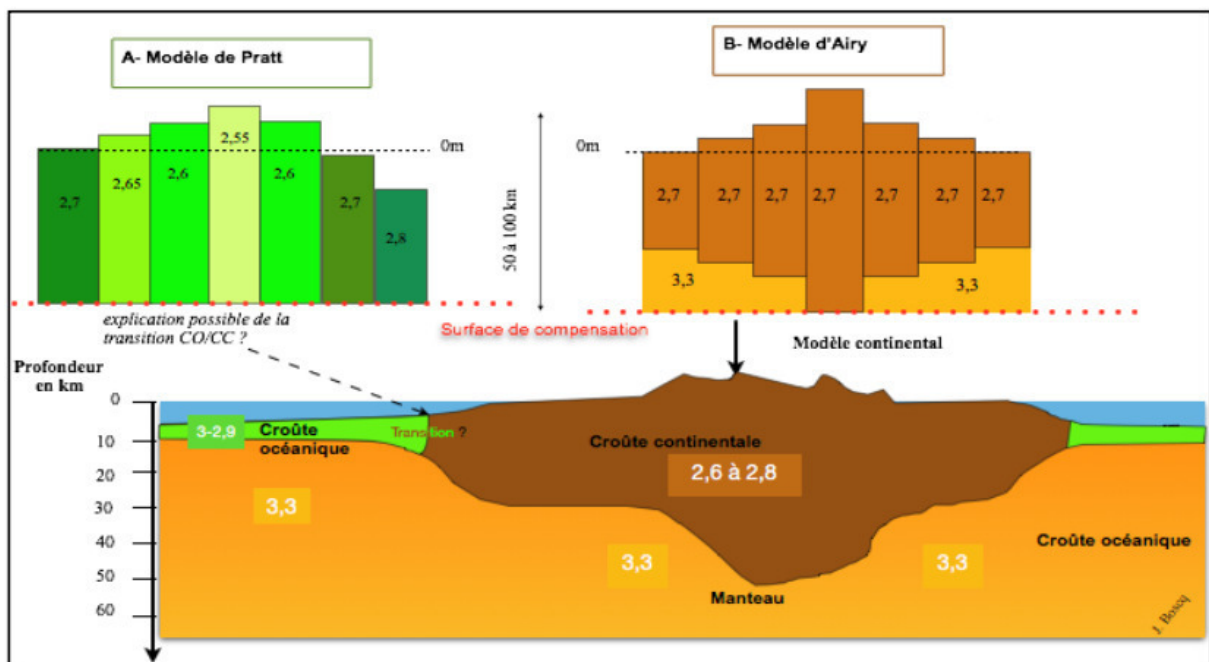 A- Modèle de Pratt
B- Modèle d'Airy
2,55
0m
0m
2,65
2,6
2,6
2,7
2,7
2,8
50 à 100 km
2,7
2,7
2,7
2,7
2,7
2,7
2,7
3,3
3,3
explication possible de la
transition CO/CC ?
Surface de compensation
Modèle continental
Profondeur
en km
0
10
20
30
40
50
60
3-2,9
Croûte
océanique
Transition ?
Croûte continentale
2,6 à 2,8
3,3
3,3
3,3
Croûte océanique
Manteau
J. Boscq